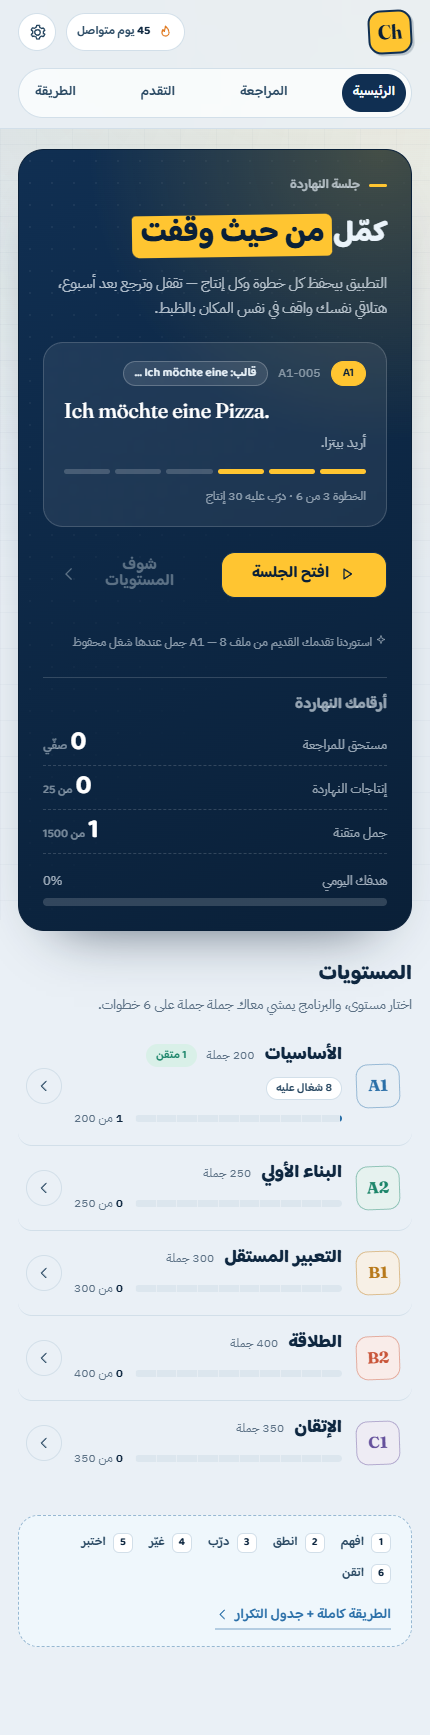 Ch
45 يوم متواصل
الرئيسية
المراجعة
التقدم
الطريقة
جلسة النهاردة
كمّل من حيث وقفت
التطبيق بيحفظ كل خطوة وكل إنتاج — تقفل وترجع بعد أسبوع،
هتلاقي نفسك واقف في نفس المكان بالظبط.
A1 A1-005 قالب: Ich möchte eine ...
Ich möchte eine Pizza.
أريد بيتزا.
الخطوة 3 من 6 · درّب عليه 30 إنتاج
افتح الجلسة
شوف
المستويات
استوردنا تقدمك القديم من ملف A1 — 8 جمل عندها شغل محفوظ
أرقامك النهاردة
مستحق للمراجعة 0 صفّي
إنتاجات النهاردة 0 من 25
جمل متقنة 1 من 1500
هدفك اليومي 0%
المستويات
اختار مستوى، والبرنامج يمشي معاك جملة جملة على 6 خطوات.
A1 الأساسيات 200 جملة 1 متقن
8 شغال عليه
1 من 200
A2 البناء الأولي 250 جملة
0 من 250
B1 التعبير المستقل 300 جملة
0 من 300
B2 الطلاقة 400 جملة
0 من 400
C1 الإتقان 350 جملة
0 من 350
1 افهم 2 انطق 3 درّب 4 غيّر 5 اختبر
6 اتقن
الطريقة كاملة + جدول التكرار